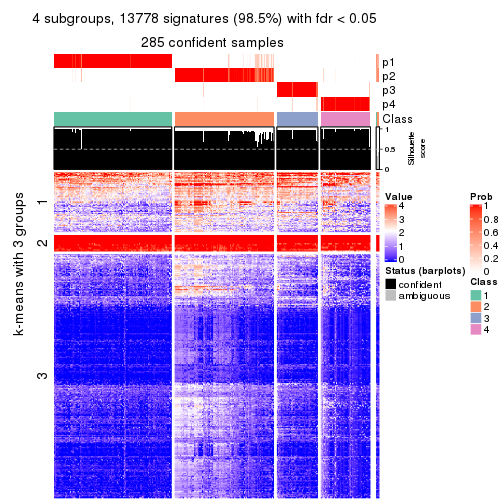 4 subgroups, 13778 signatures (98.5%) with fdr < 0.05
285 confident samples
p1
p2
p3
p4
Class
1
0.5
0
Silhouette
score
k-means with 3 groups
1
2
3
Value
4
3
2
1
0
Status (barplots)
confident
ambiguous
Prob
1
0.8
0.6
0.4
0.2
0
Class
1
2
3
4